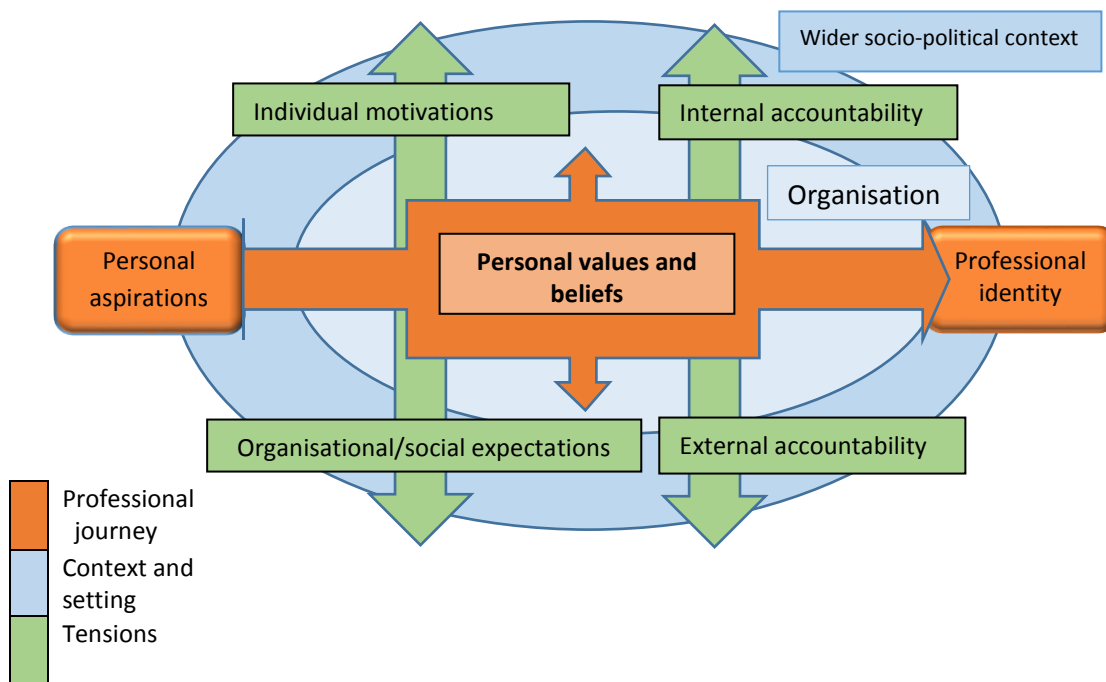 Wider socio-political context
Individual motivations
Internal accountability
Organisation
Personal
aspirations
Personal values and
beliefs
Professional
identity
Organisational/social expectations
External accountability
Professional
journey
Context and
setting
Tensions